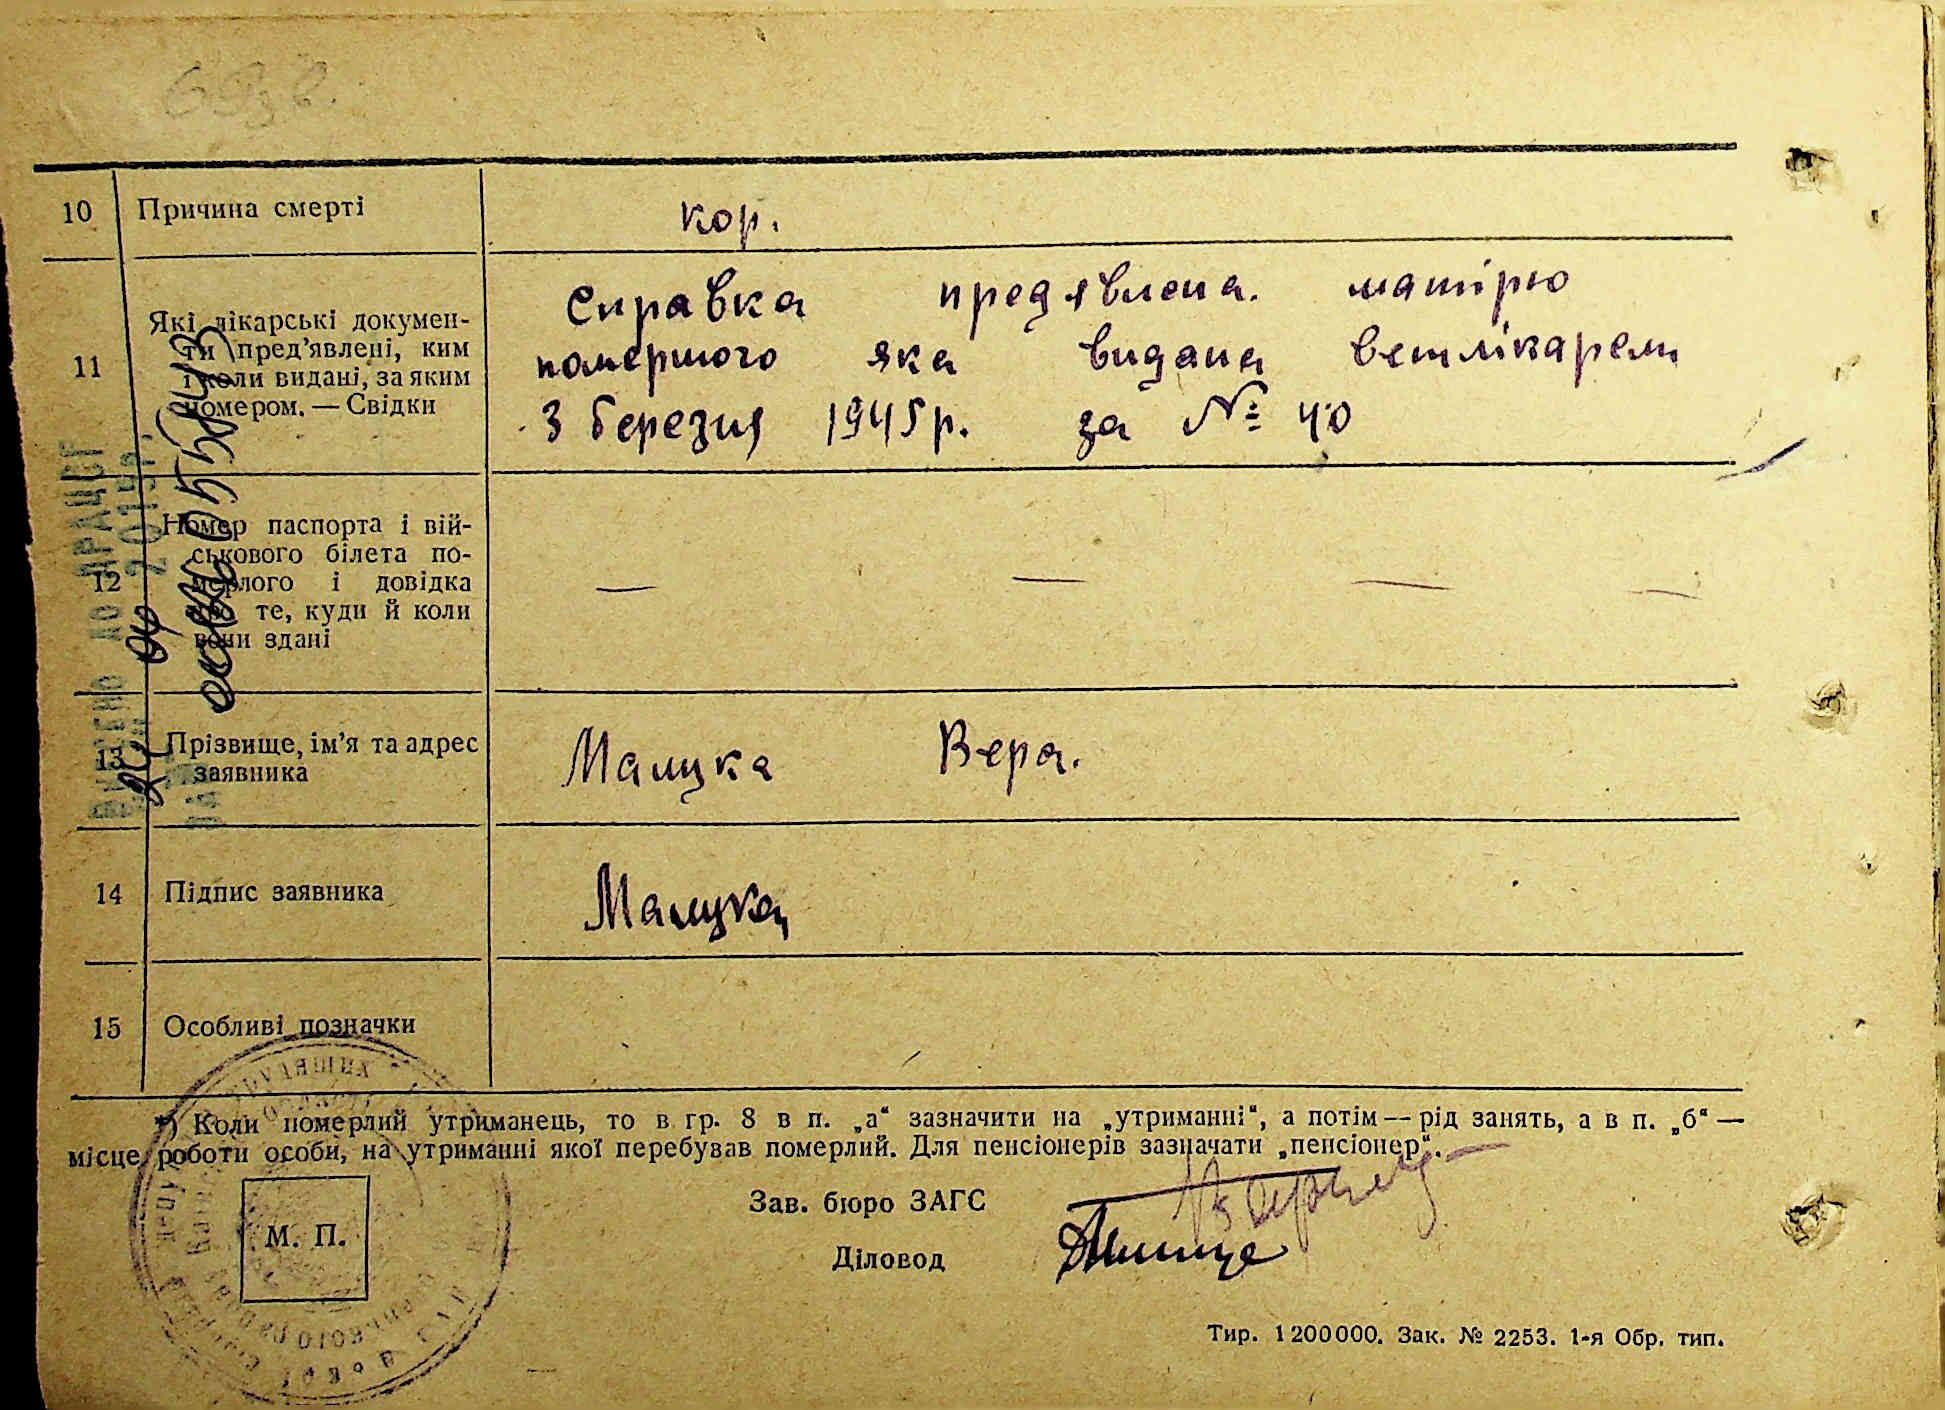 10 Причина смерті кор.
11 Які лікарські докумен-
ти пред'явлені, ким
і коли видані, за яким
номером. — Свідки
Справка предявлена. матірю
помершого яка видана ветлікарем
3 березня 1945 р. за № 40
12 Номер паспорта і вій-
ськового білета по-
мерлого і довідка
про те, куди й коли
вони здані
— — — —
13 Прізвище, ім'я та адрес
заявника
Малука Вера.
14 Підпис заявника Малука
15 Особливі позначки
*) Коли померлий утриманець, то в гр. 8 в п. „а“ зазначити на „утриманні“, а потім — рід занять, а в п. „б“ —
місце роботи особи, на утриманні якої перебував померлий. Для пенсіонерів зазначати „пенсіонер“.
Зав. бюро ЗАГС
Діловод
М. П.
Тир. 1200000. Зак. № 2253. 1-я Обр. тип.